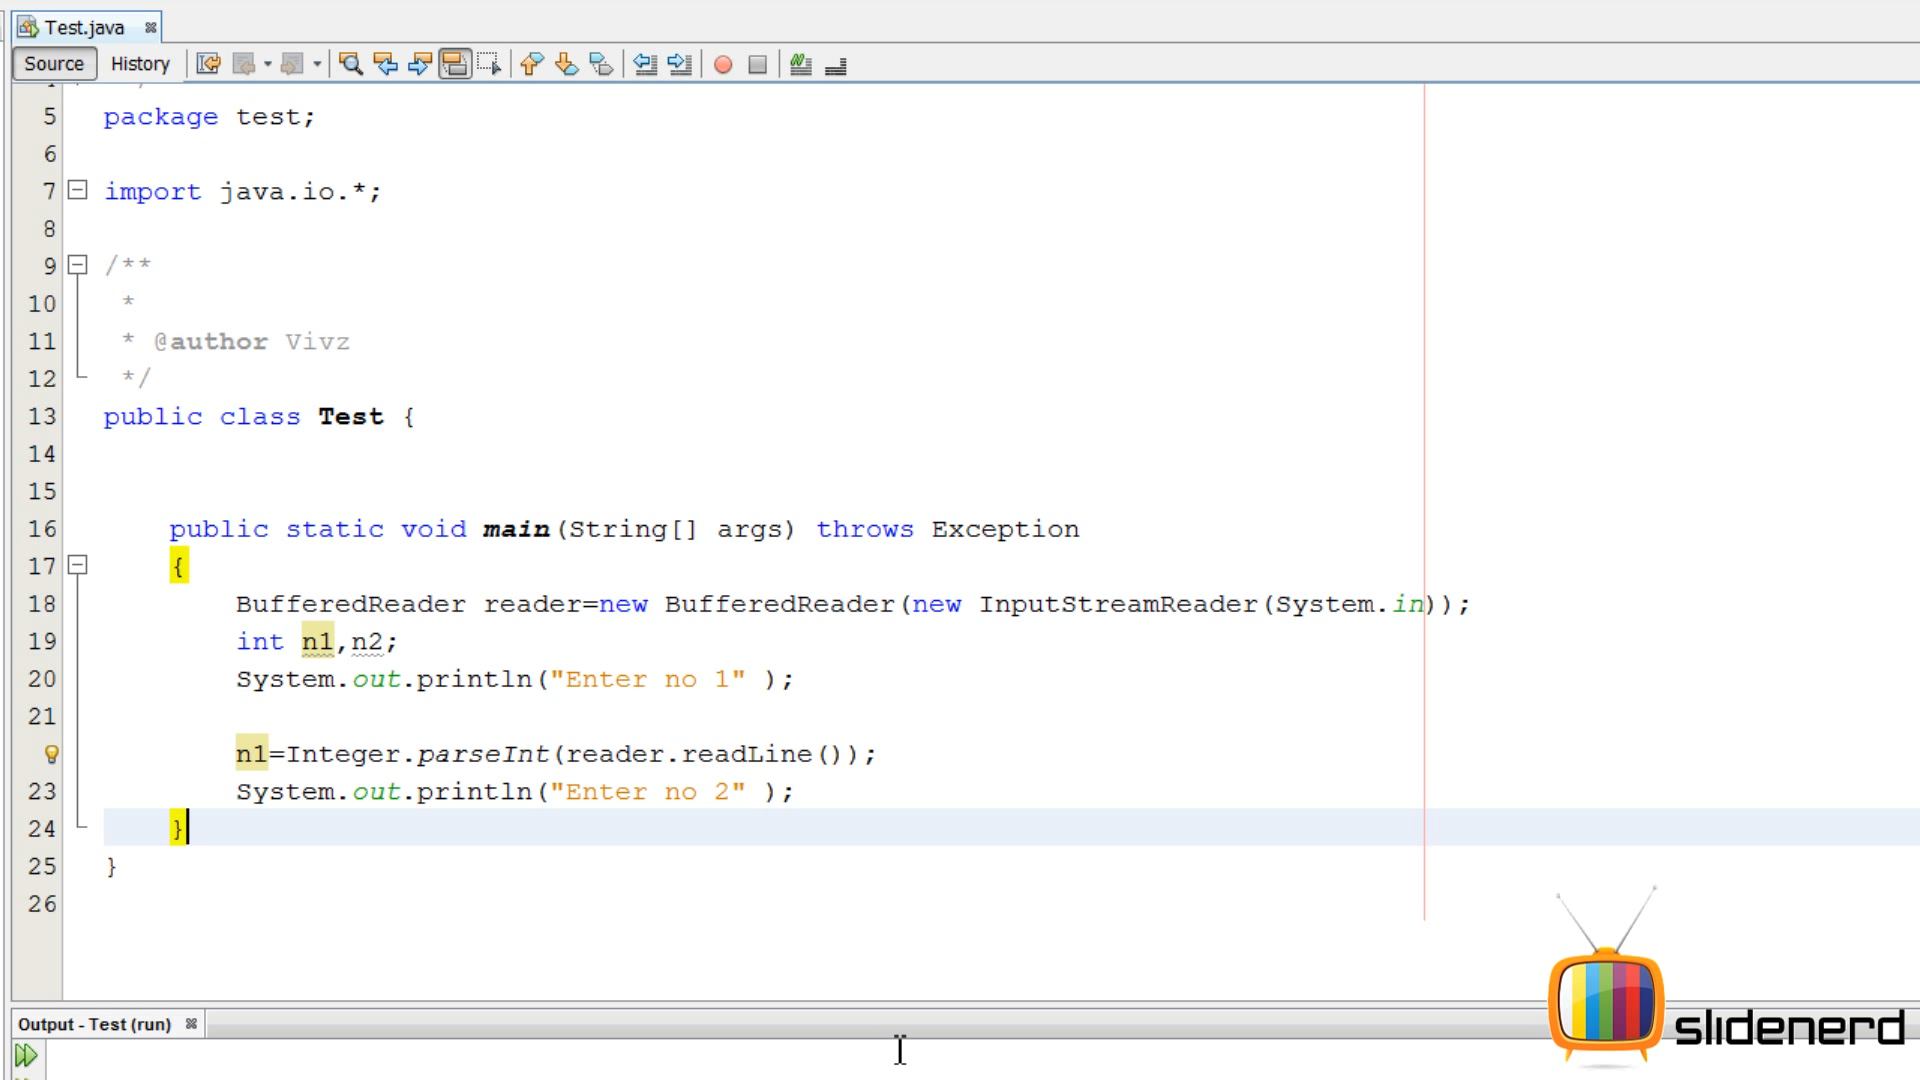 Test.java
Source History
5 package test;
6
7 import java.io.*;
8
9 /**
10 *
11 * @author Vivz
12 */
13 public class Test {
14
15
16 public static void main(String[] args) throws Exception
17 {
18 BufferedReader reader=new BufferedReader(new InputStreamReader(System.in));
19 int n1,n2;
20 System.out.println("Enter no 1" );
21
n1=Integer.parseInt(reader.readLine());
23 System.out.println("Enter no 2" );
24 }
25 }
26
Output - Test (run)
slidenerd